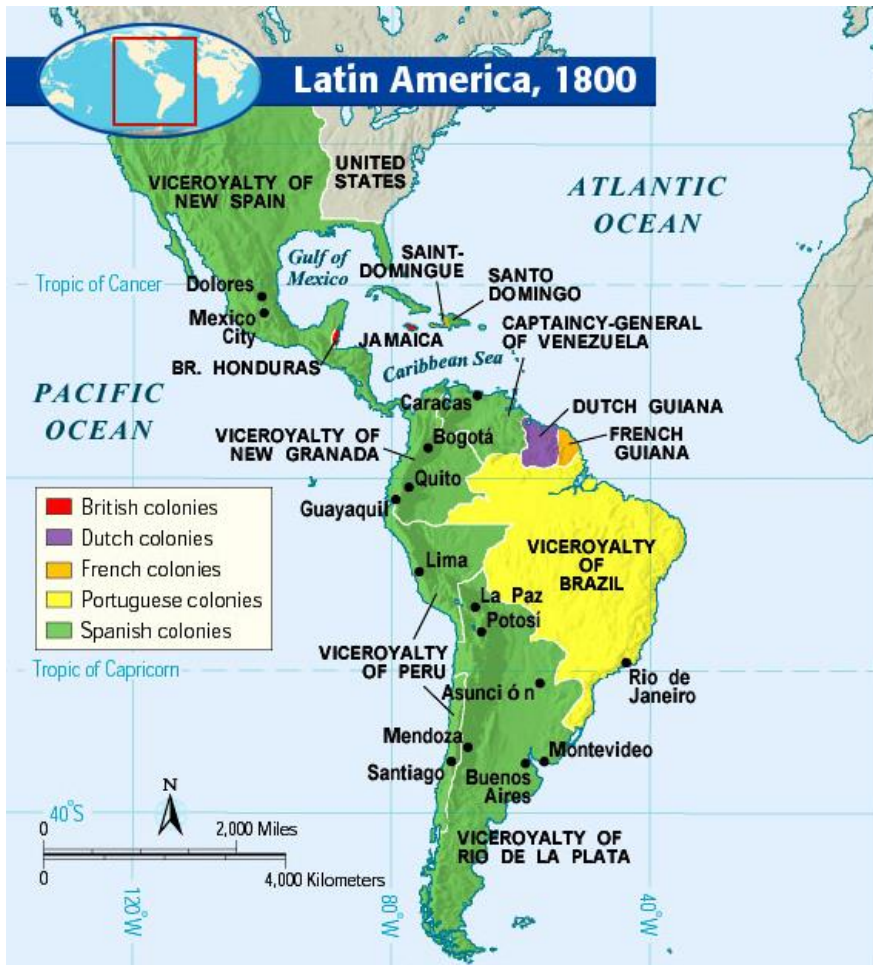 Latin America, 1800
UNITED
STATES
VICEROYALTY OF
NEW SPAIN
ATLANTIC
OCEAN
Gulf of
Mexico
SAINT-
DOMINGUE
SANTO
DOMINGO
Tropic of Cancer
Dolores
Mexico
City
JAMAICA
CAPTAINCY-GENERAL
OF VENEZUELA
BR. HONDURAS
Caribbean Sea
PACIFIC
OCEAN
Caracas
DUTCH GUIANA
FRENCH
GUIANA
VICEROYALTY OF
NEW GRANADA
Bogotá
Quito
Guayaquil
British colonies
Dutch colonies
French colonies
Portuguese colonies
Spanish colonies
VICEROYALTY
OF
BRAZIL
Lima
La Paz
Potosí
VICEROYALTY
OF PERU
Tropic of Capricorn
Rio de
Janeiro
Asunci ó n
Mendoza
Santiago
Montevideo
Buenos
Aires
40°S
N
0 2,000 Miles
0 4,000 Kilometers
VICEROYALTY OF
RIO DE LA PLATA
120°W
80°W
40°W